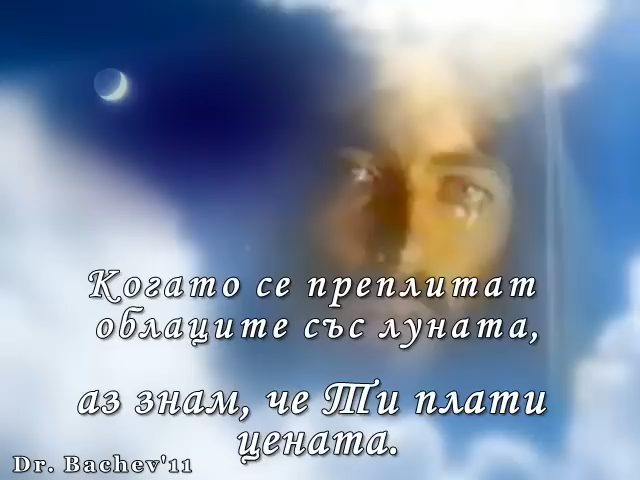 Когато се преплитат
облаците със луната,
аз знам, че Ти плати
цената.
Dr. Bachev'11